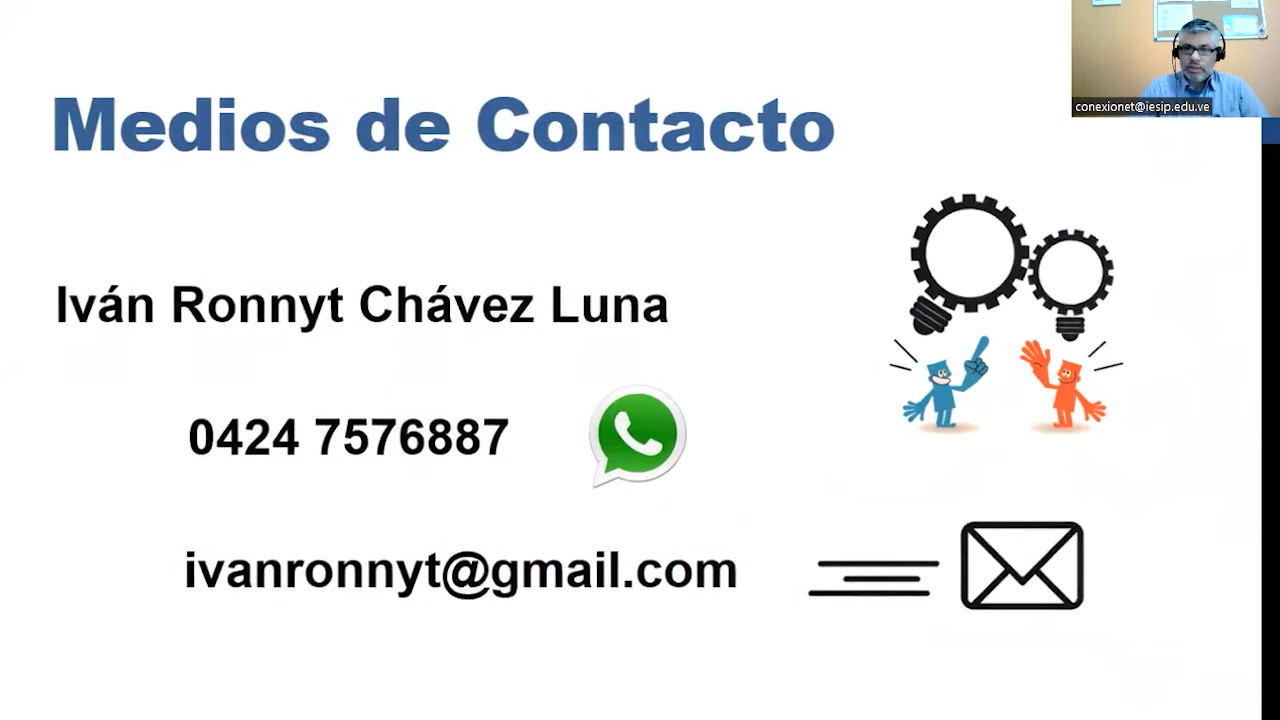 conexionet@iesip.edu.ve
Medios de Contacto
Iván Ronnyt Chávez Luna
0424 7576887
ivanronnyt@gmail.com